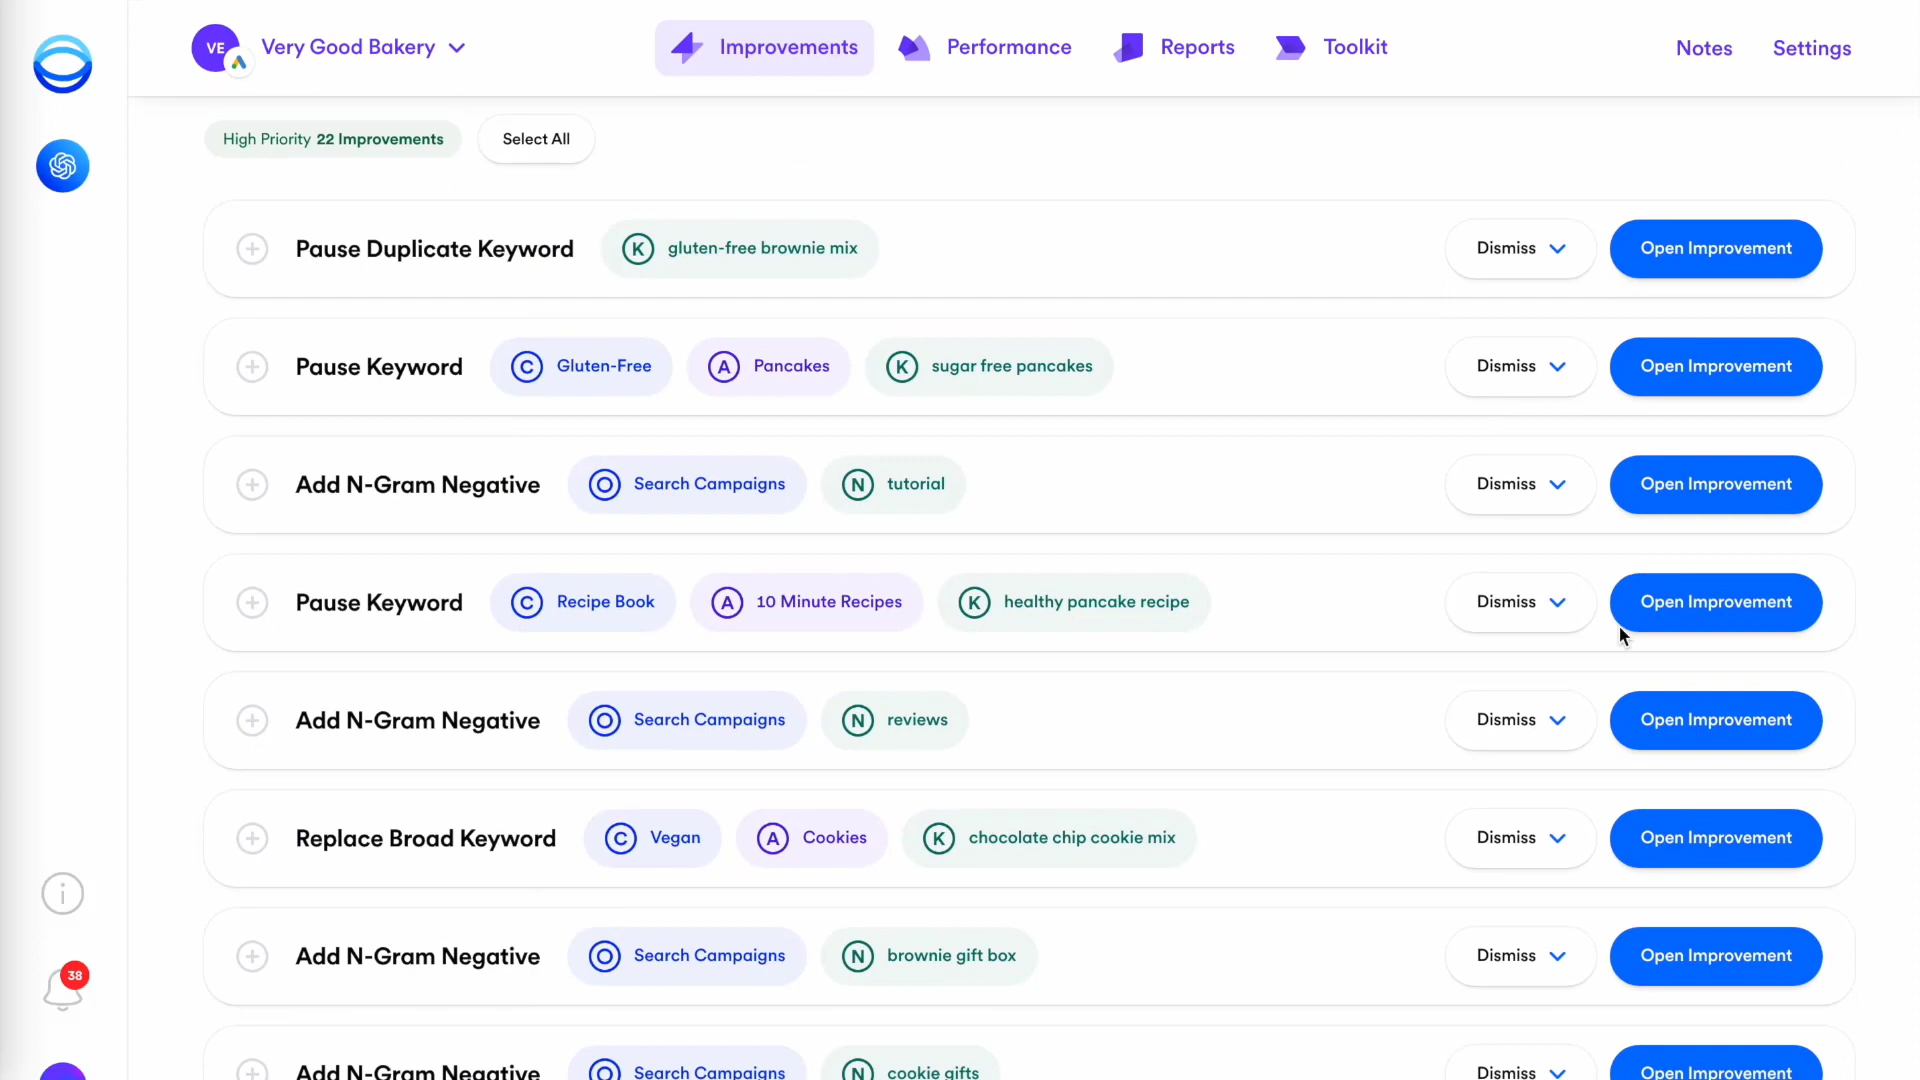 VE Very Good Bakery Improvements Performance Reports Toolkit Notes Settings
High Priority 22 Improvements Select All
Pause Duplicate Keyword K gluten-free brownie mix Dismiss Open Improvement
Pause Keyword C Gluten-Free A Pancakes K sugar free pancakes Dismiss Open Improvement
Add N-Gram Negative O Search Campaigns N tutorial Dismiss Open Improvement
Pause Keyword C Recipe Book A 10 Minute Recipes K healthy pancake recipe Dismiss Open Improvement
Add N-Gram Negative O Search Campaigns N reviews Dismiss Open Improvement
Replace Broad Keyword C Vegan A Cookies K chocolate chip cookie mix Dismiss Open Improvement
i
Add N-Gram Negative O Search Campaigns N brownie gift box Dismiss Open Improvement
38
Add N-Gram Negative O Search Campaigns N cookie gifts Dismiss Open Improvement